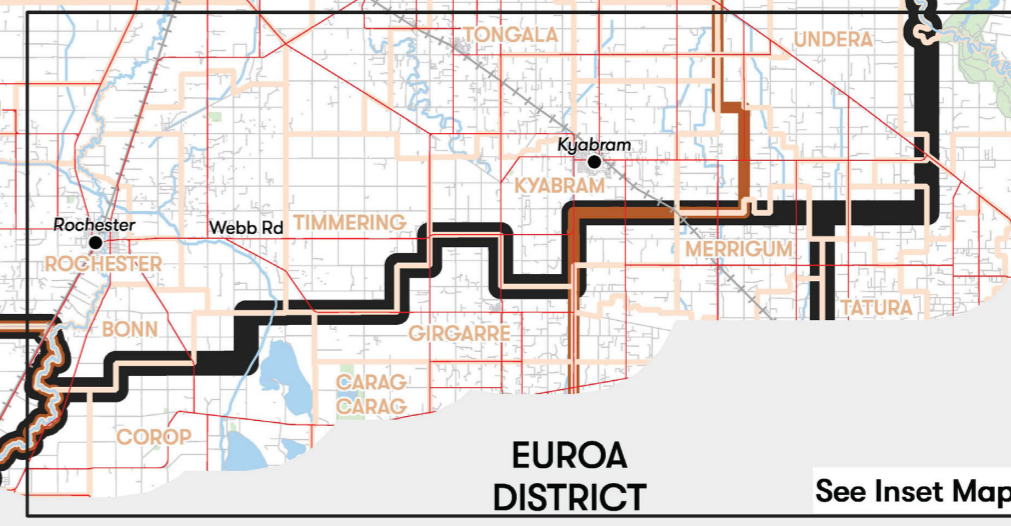 TONGALA
UNDERA
Kyabram
KYABRAM
Rochester
Webb Rd
TIMMERING
ROCHESTER
MERRIGUM
TATURA
BONN
GIRGARRE
CARAG
CARAG
COROP
EUROA
DISTRICT
See Inset Map